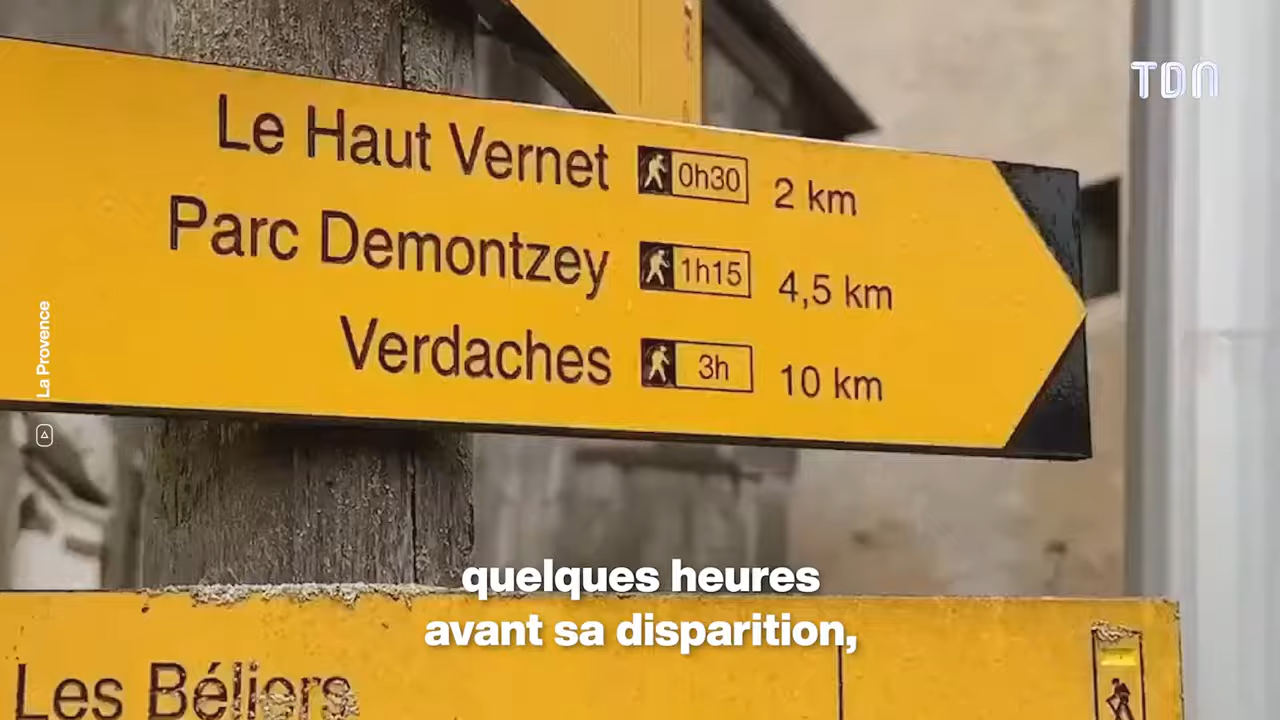 TDN
Le Haut Vernet 0h30 2 km
Parc Demontzey 1h15 4,5 km
Verdaches 3h 10 km
La Provence
quelques heures
avant sa disparition,
Les Béliers